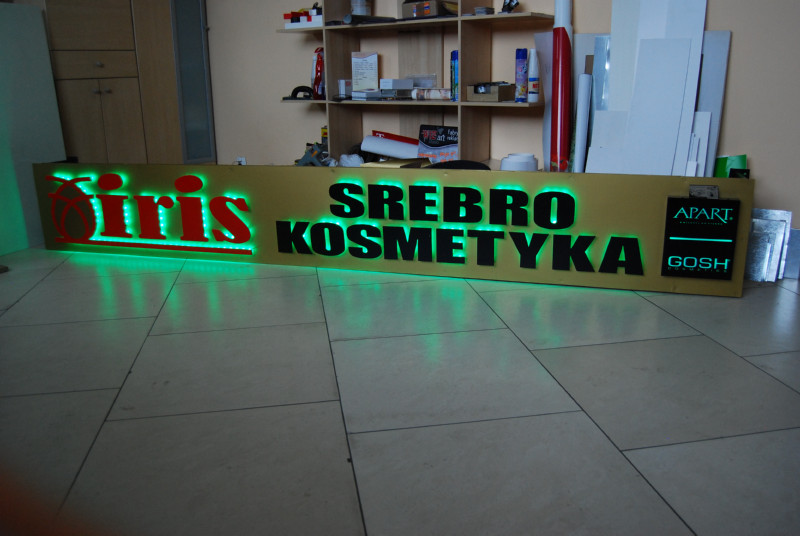 iris
SREBRO
KOSMETYKA
APART
GOSH